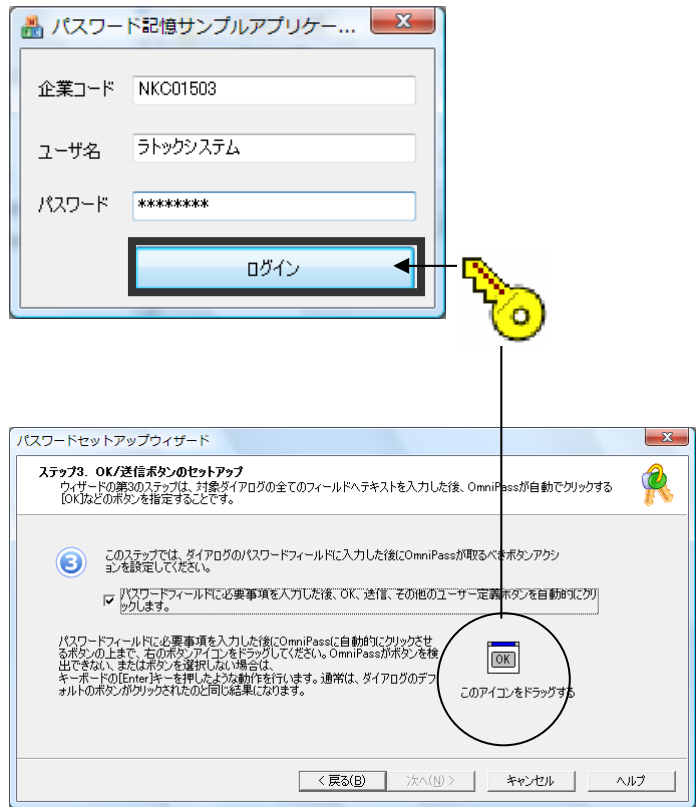 パスワード記憶サンプルアプリケー...
企業コード
NKC01503
ユーザ名
ラトックシステム
パスワード
********
ログイン
パスワードセットアップウィザード
ステップ3. OK/送信ボタンのセットアップ
ウィザードの第3のステップは、対象ダイアログの全てのフィールドへテキストを入力した後、OmniPassが自動でクリックする
[OK]などのボタンを指定することです。
3
このステップでは、ダイアログのパスワードフィールドに入力した後にOmniPassが取るべきボタンアクシ
ョンを設定してください。
パスワードフィールドに必要事項を入力した後、OK、送信、その他のユーザー定義ボタンを自動的にクリ
ックします。
パスワードフィールドに必要事項を入力した後にOmniPassに自動的にクリックさせ
るボタンの上まで、右のボタンアイコンをドラッグしてください。OmniPassがボタンを検
出できない、またはボタンを選択しない場合は、
キーボードの[Enter]キーを押したような動作を行います。通常は、ダイアログのデフ
ォルトのボタンがクリックされたのと同じ結果になります。
OK
このアイコンをドラッグする
< 戻る(B)
次へ(N) >
キャンセル
ヘルプ